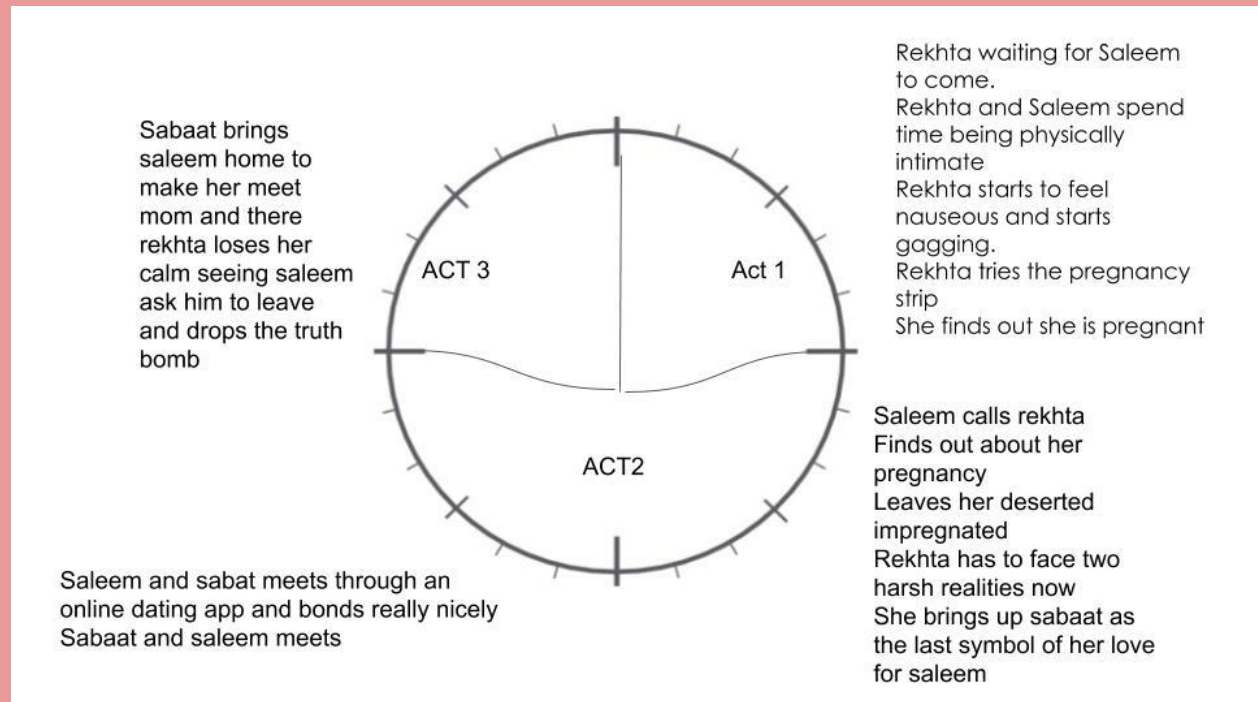 Rekhta waiting for Saleem
to come.
Rekhta and Saleem spend
time being physically
intimate
Rekhta starts to feel
nauseous and starts
gagging.
Rekhta tries the pregnancy
strip
She finds out she is pregnant
Act 1
Saleem calls rekhta
Finds out about her
pregnancy
Leaves her deserted
impregnated
Rekhta has to face two
harsh realities now
She brings up sabaat as
the last symbol of her love
for saleem
ACT2
Saleem and sabat meets through an
online dating app and bonds really nicely
Sabaat and saleem meets
ACT 3
Sabaat brings
saleem home to
make her meet
mom and there
rekhta loses her
calm seeing saleem
ask him to leave
and drops the truth
bomb